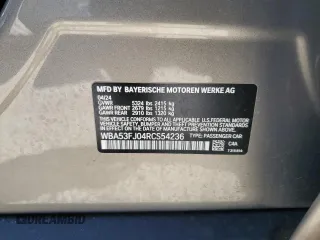 MFD BY BAYERISCHE MOTOREN WERKE AG
04/24
GVWR 5324 lbs 2415 kg
GAWR FRONT 2679 lbs 1215 kg
GAWR REAR 2910 lbs 1320 kg
THIS VEHICLE CONFORMS TO ALL APPLICABLE U.S. FEDERAL MOTOR
VEHICLE SAFETY, BUMPER, AND THEFT PREVENTION STANDARDS IN
EFFECT ON THE DATE OF MANUFACTURE SHOWN ABOVE.
WBA53FJ04RCS54236 TYPE: PASSENGER CAR
C4A